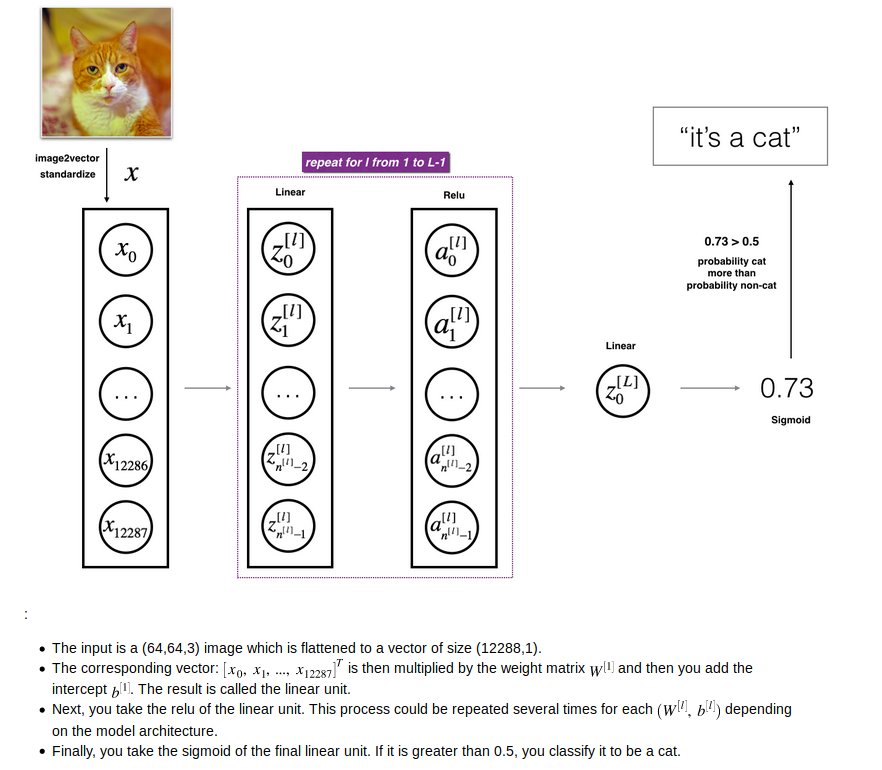 image2vector
standardize
x
repeat for l from 1 to L-1
Linear
Relu
x_0
x_1
...
x_{12286}
x_{12287}
z_0^{[l]}
z_1^{[l]}
...
z_{n^{[l]}-2}^{[l]}
z_{n^{[l]}-1}^{[l]}
a_0^{[l]}
a_1^{[l]}
...
a_{n^{[l]}-2}^{[l]}
a_{n^{[l]}-1}^{[l]}
Linear
z_0^{[L]}
0.73
Sigmoid
0.73 > 0.5
probability cat
more than
probability non-cat
“it’s a cat”
:
• The input is a (64,64,3) image which is flattened to a vector of size (12288,1).
• The corresponding vector: [x_0, x_1, ..., x_{12287}]^T is then multiplied by the weight matrix W^{[1]} and then you add the
intercept b^{[1]}. The result is called the linear unit.
• Next, you take the relu of the linear unit. This process could be repeated several times for each (W^{[l]}, b^{[l]}) depending
on the model architecture.
• Finally, you take the sigmoid of the final linear unit. If it is greater than 0.5, you classify it to be a cat.